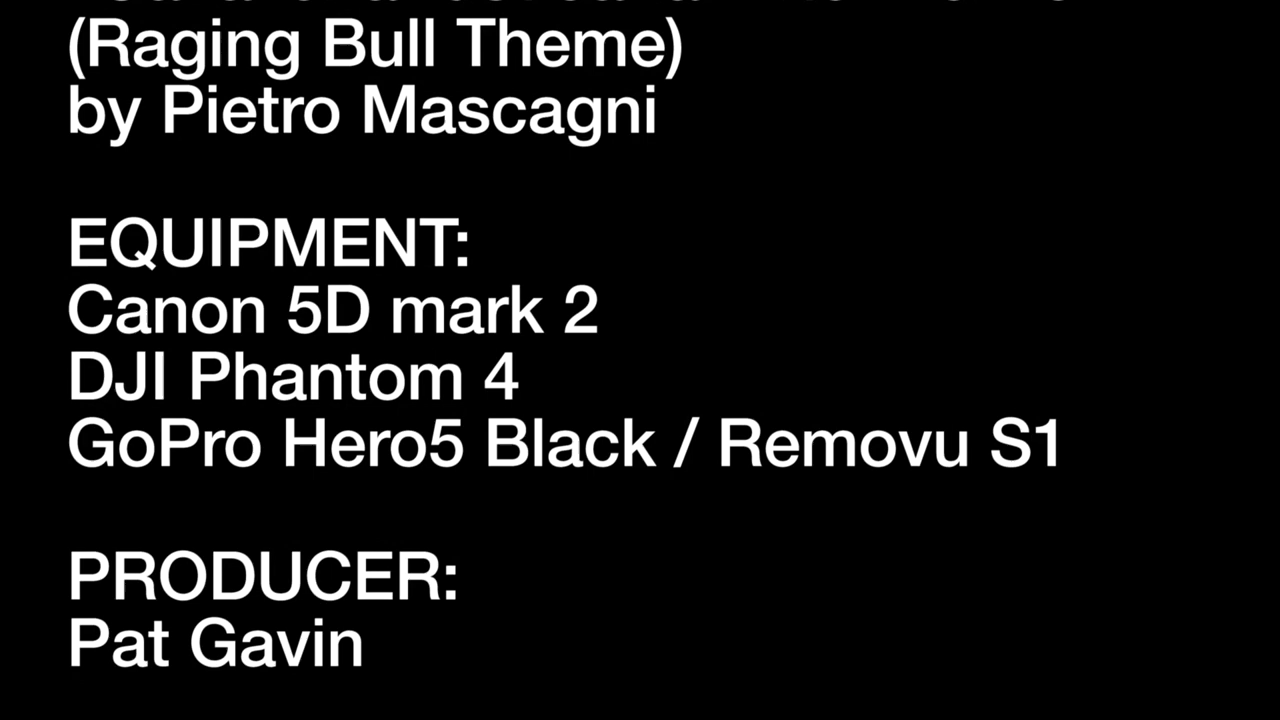 (Raging Bull Theme)
by Pietro Mascagni
EQUIPMENT:
Canon 5D mark 2
DJI Phantom 4
GoPro Hero5 Black / Removu S1
PRODUCER:
Pat Gavin